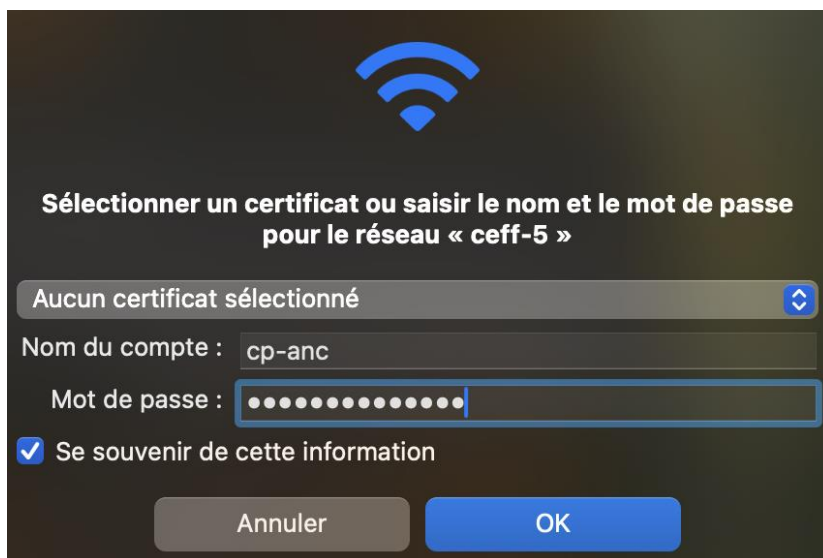 Sélectionner un certificat ou saisir le nom et le mot de passe
pour le réseau « ceff-5 »
Aucun certificat sélectionné
Nom du compte : cp-anc
Mot de passe : ••••••••••••••
Se souvenir de cette information
Annuler OK